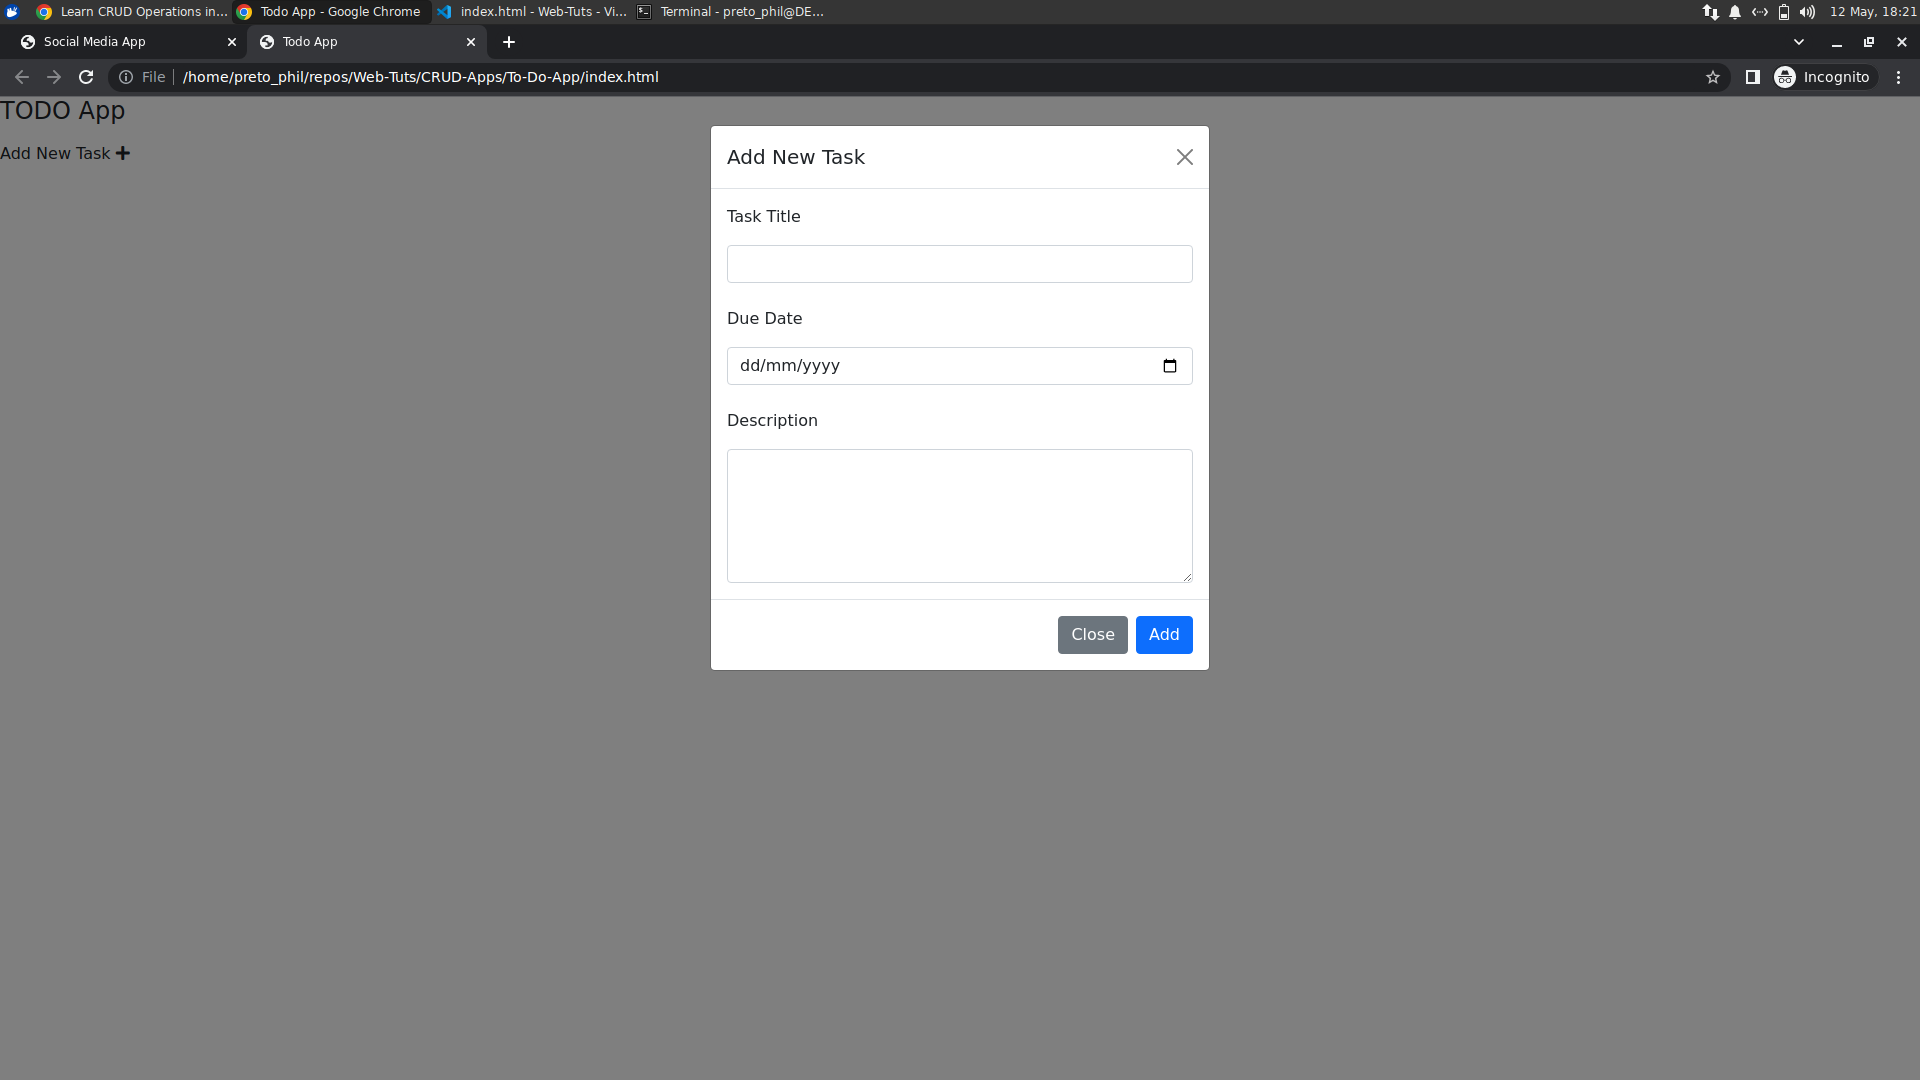 Learn CRUD Operations in...
Todo App - Google Chrome
index.html - Web-Tuts - Vi...
Terminal - preto_phil@DE...
12 May, 18:21
Social Media App
Todo App
File
/home/preto_phil/repos/Web-Tuts/CRUD-Apps/To-Do-App/index.html
Incognito
TODO App
Add New Task
Add New Task
Task Title
Due Date
dd/mm/yyyy
Description
Close
Add